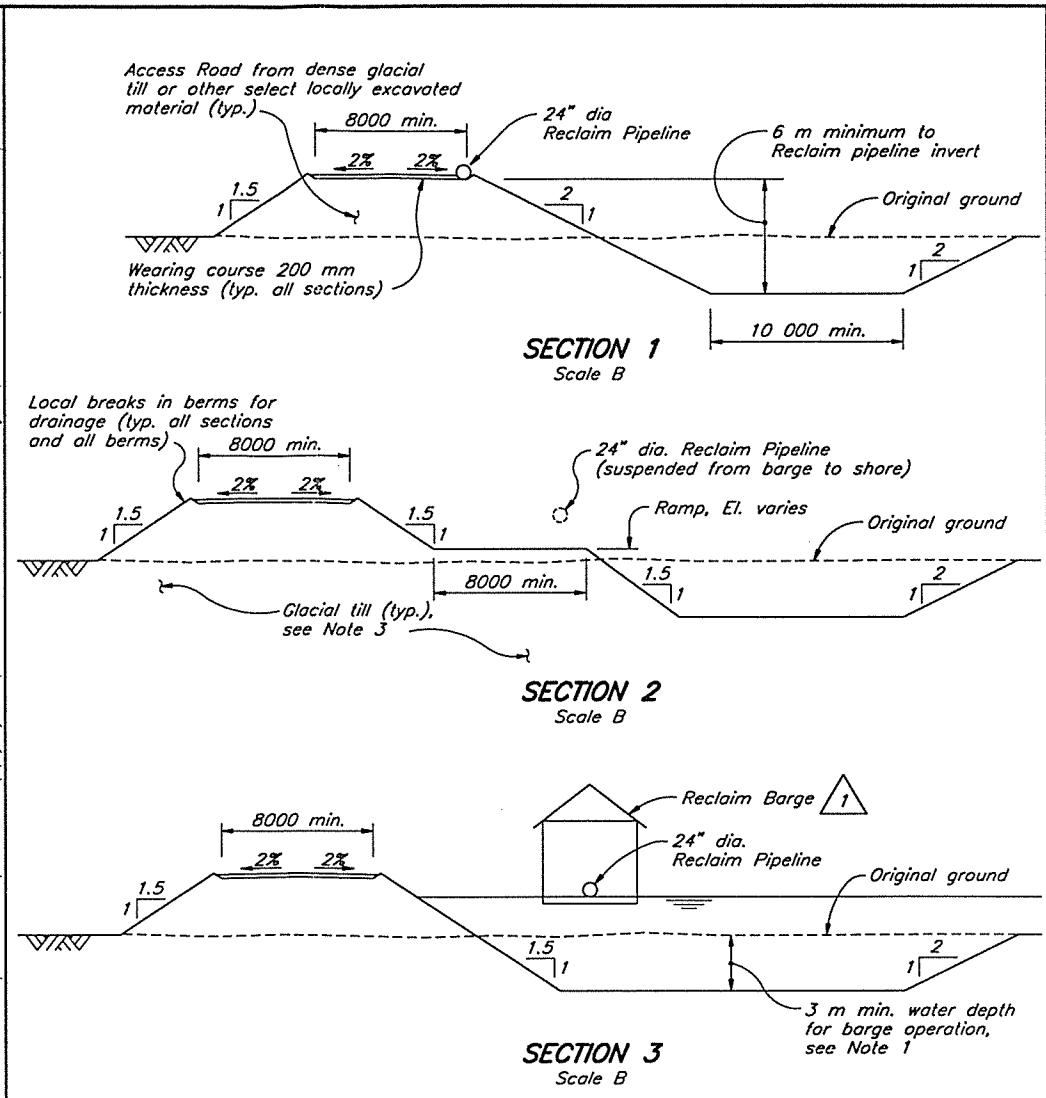 Access Road from dense glacial
till or other select locally excavated
material (typ.)
8000 min.
24" dia
Reclaim Pipeline
6 m minimum to
Reclaim pipeline invert
2%
2%
1.5
1
2
1
Original ground
2
1
Wearing course 200 mm
thickness (typ. all sections)
10 000 min.
SECTION 1
Scale B
Local breaks in berms for
drainage (typ. all sections
and all berms)
8000 min.
24" dia. Reclaim Pipeline
(suspended from barge to shore)
2%
2%
Ramp, El. varies
1.5
1
1.5
1
Original ground
8000 min.
1.5
1
2
1
Glacial till (typ.),
see Note 3
SECTION 2
Scale B
Reclaim Barge
1
8000 min.
24" dia.
Reclaim Pipeline
2%
2%
Original ground
1.5
1
1.5
1
2
1
3 m min. water depth
for barge operation,
see Note 1
SECTION 3
Scale B